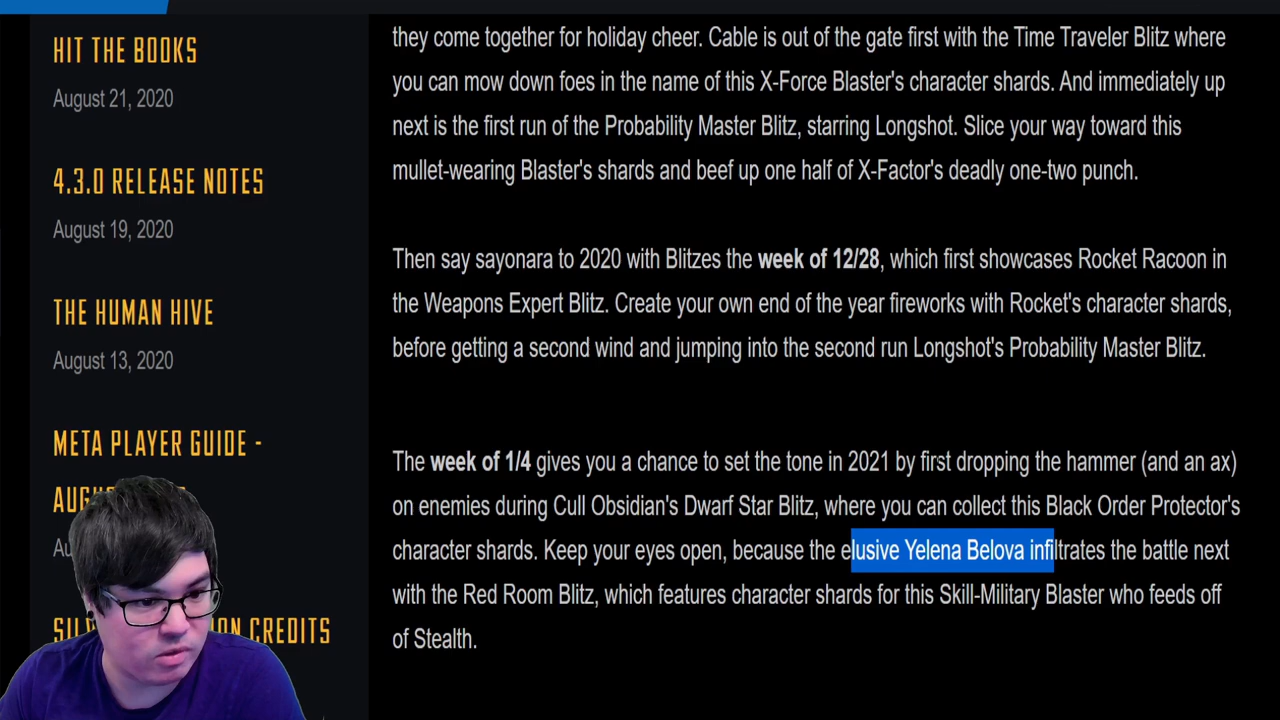 HIT THE BOOKS
August 21, 2020
4.3.0 RELEASE NOTES
August 19, 2020
THE HUMAN HIVE
August 13, 2020
META PLAYER GUIDE -
they come together for holiday cheer. Cable is out of the gate first with the Time Traveler Blitz where
you can mow down foes in the name of this X-Force Blaster's character shards. And immediately up
next is the first run of the Probability Master Blitz, starring Longshot. Slice your way toward this
mullet-wearing Blaster's shards and beef up one half of X-Factor's deadly one-two punch.
Then say sayonara to 2020 with Blitzes the week of 12/28, which first showcases Rocket Racoon in
the Weapons Expert Blitz. Create your own end of the year fireworks with Rocket's character shards,
before getting a second wind and jumping into the second run Longshot's Probability Master Blitz.
The week of 1/4 gives you a chance to set the tone in 2021 by first dropping the hammer (and an ax)
on enemies during Cull Obsidian's Dwarf Star Blitz, where you can collect this Black Order Protector's
character shards. Keep your eyes open, because the elusive Yelena Belova infiltrates the battle next
with the Red Room Blitz, which features character shards for this Skill-Military Blaster who feeds off
of Stealth.
CREDITS